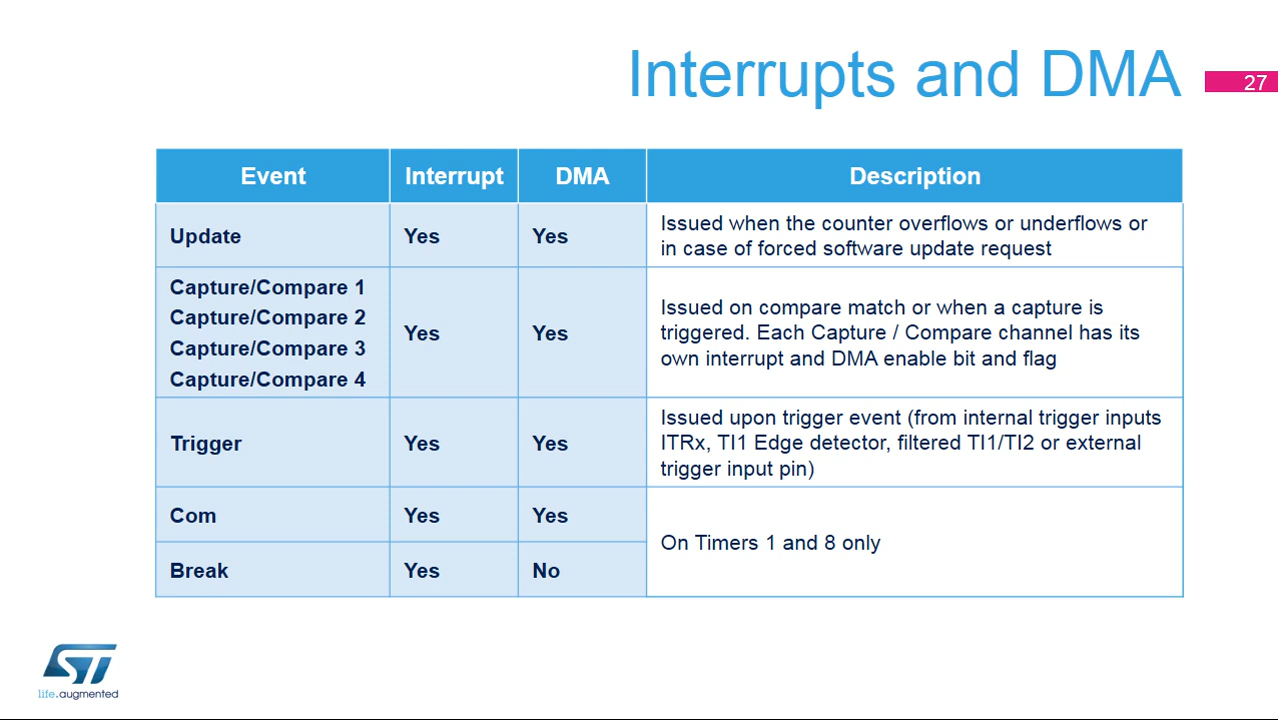 Interrupts and DMA
27
Event Interrupt DMA Description
Update Yes Yes Issued when the counter overflows or underflows or
in case of forced software update request
Capture/Compare 1
Capture/Compare 2
Capture/Compare 3
Capture/Compare 4
Yes Yes Issued on compare match or when a capture is
triggered. Each Capture / Compare channel has its
own interrupt and DMA enable bit and flag
Trigger Yes Yes Issued upon trigger event (from internal trigger inputs
ITRx, TI1 Edge detector, filtered TI1/TI2 or external
trigger input pin)
Com Yes Yes
On Timers 1 and 8 only
Break Yes No
ST
life.augmented